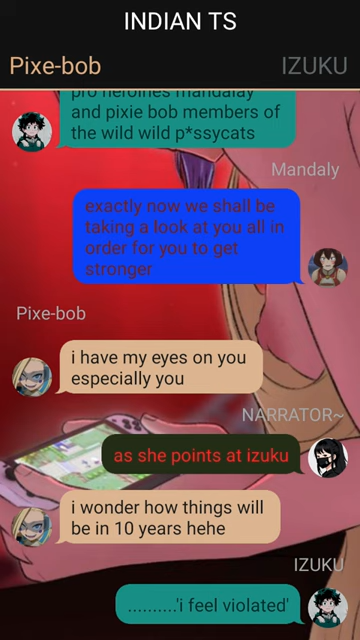 INDIAN TS
Pixe-bob
IZUKU
pro heroines mandalay
and pixie bob members of
the wild wild p*ssycats
Mandaly
exactly now we shall be
taking a look at you all in
order for you to get
stronger
Pixe-bob
i have my eyes on you
especially you
NARRATOR~
as she points at izuku
i wonder how things will
be in 10 years hehe
IZUKU
..........'i feel violated'